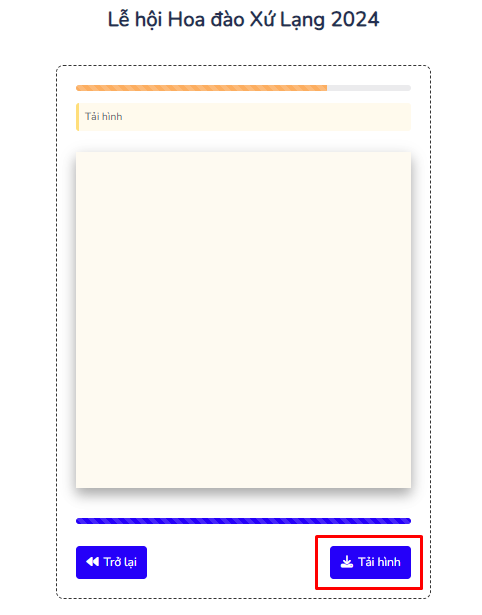 Lễ hội Hoa đào Xứ Lạng 2024
Tải hình
Trở lại
Tải hình